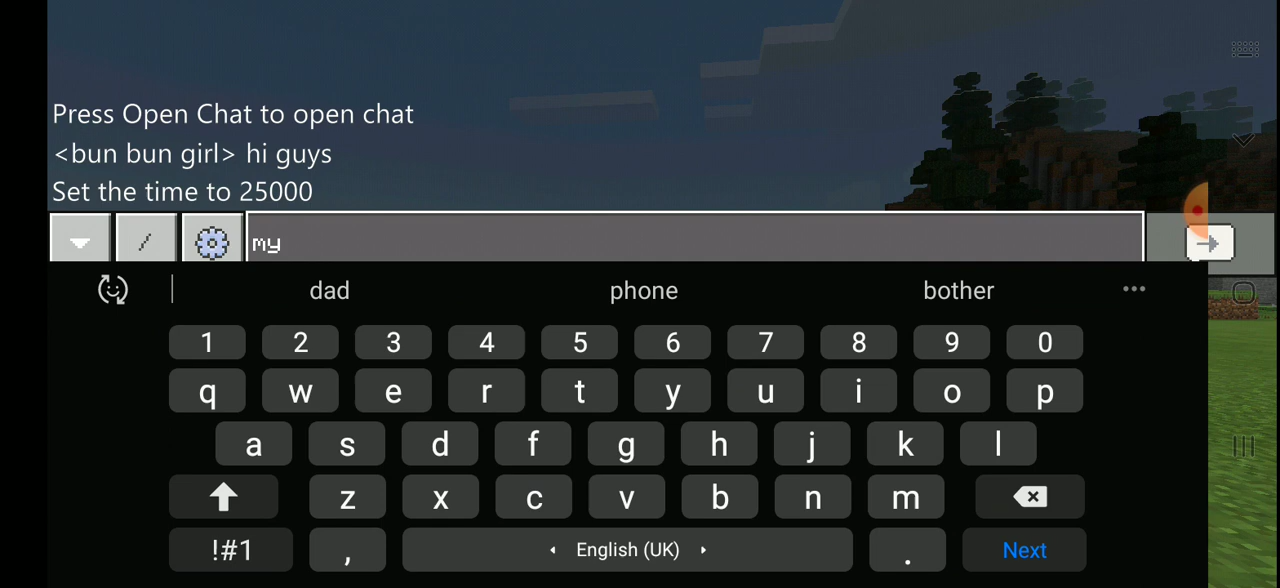 Press Open Chat to open chat
<bun bun girl> hi guys
Set the time to 25000
/ my
dad phone bother
1 2 3 4 5 6 7 8 9 0
q w e r t y u i o p
a s d f g h j k l
z x c v b n m
!#1 , English (UK) . Next